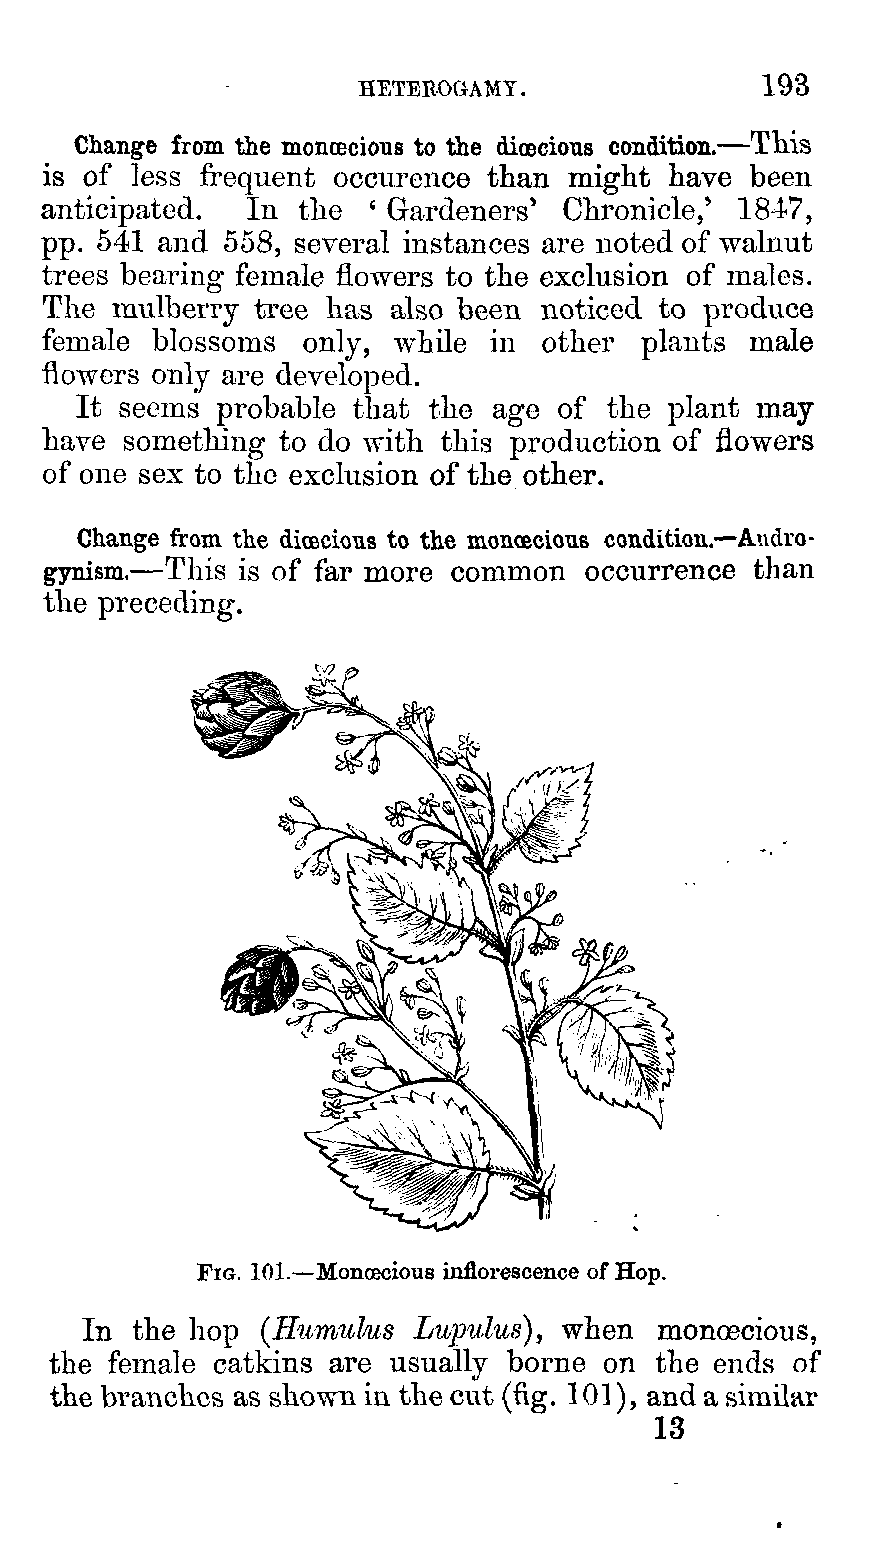 HETEROGAMY. 193
Change from the monœcious to the diœcious condition.—This
is of less frequent occurence than might have been
anticipated. In the ‘ Gardeners’ Chronicle,’ 1847,
pp. 541 and 558, several instances are noted of walnut
trees bearing female flowers to the exclusion of males.
The mulberry tree has also been noticed to produce
female blossoms only, while in other plants male
flowers only are developed.
It seems probable that the age of the plant may
have something to do with this production of flowers
of one sex to the exclusion of the other.
Change from the diœcious to the monœcious condition.—Andro-
gynism.—This is of far more common occurrence than
the preceding.
FIG. 101.—Monœcious inflorescence of Hop.
In the hop (Humulus Lupulus), when monœcious,
the female catkins are usually borne on the ends of
the branches as shown in the cut (fig. 101), and a similar
13